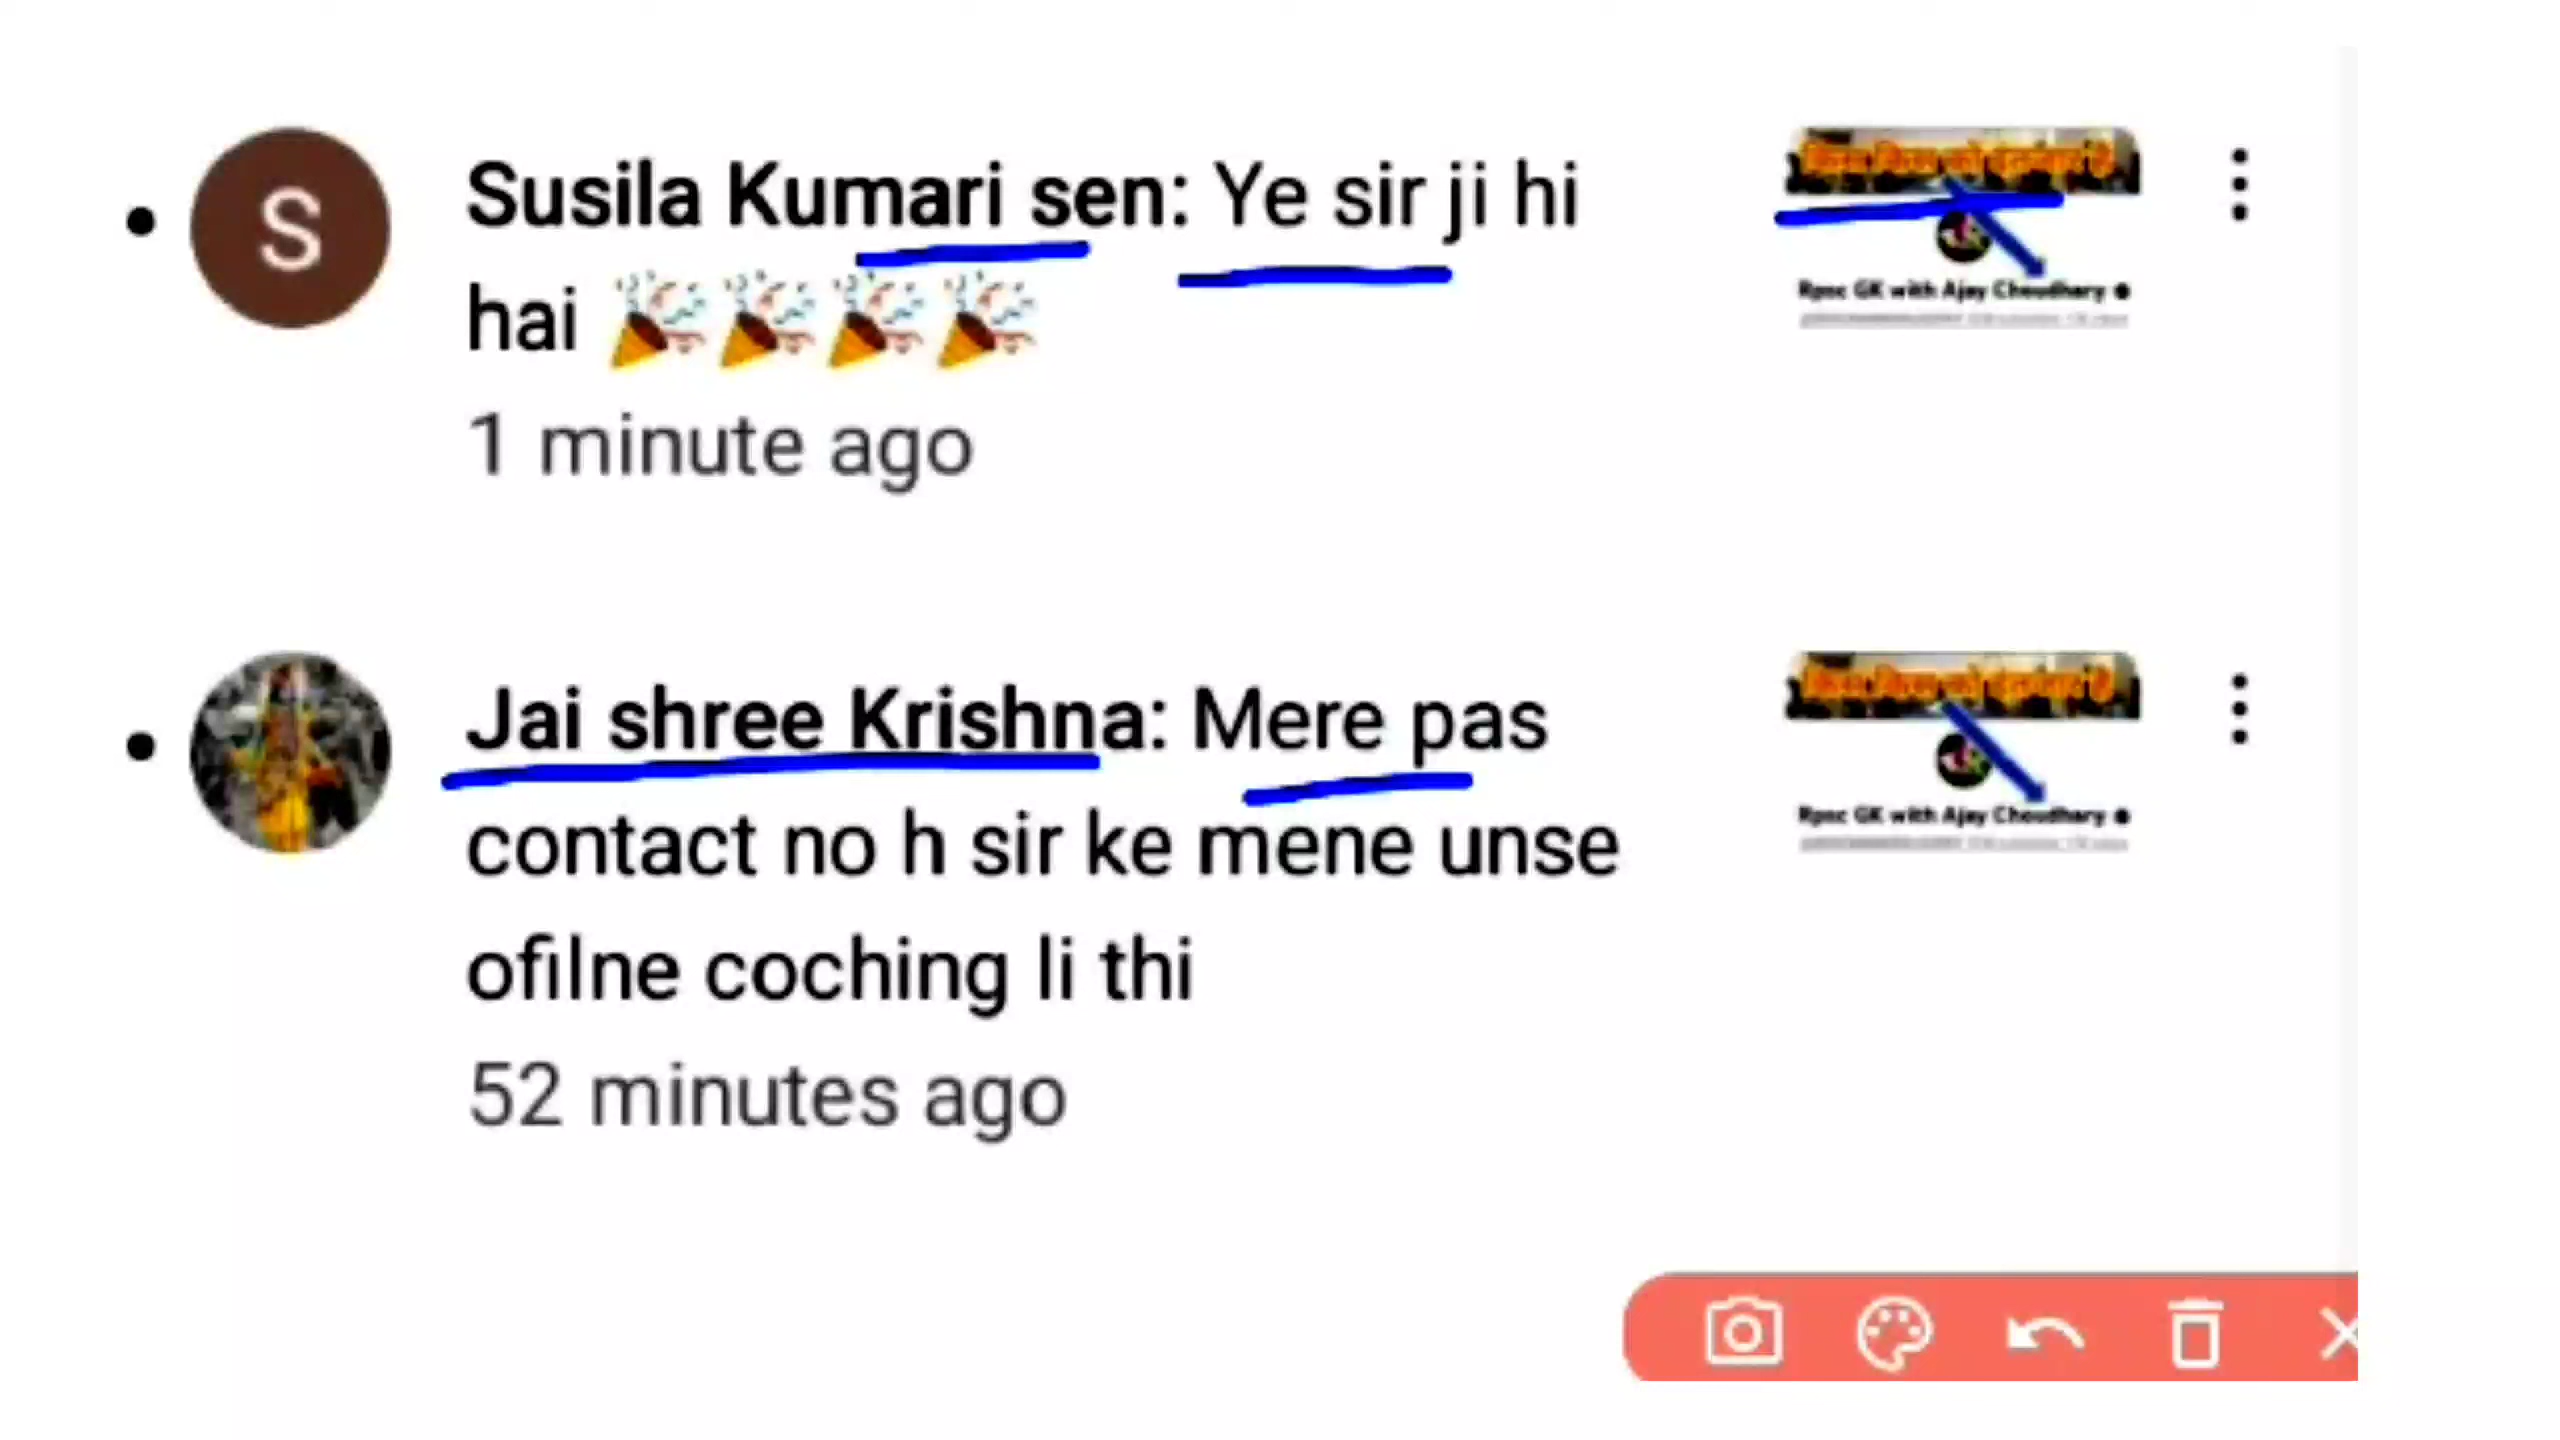 S
Susila Kumari sen: Ye sir ji hi
hai
1 minute ago
Rpsc GK with Ajay Choudhary
Jai shree Krishna: Mere pas
contact no h sir ke mene unse
ofilne coching li thi
52 minutes ago
Rpsc GK with Ajay Choudhary